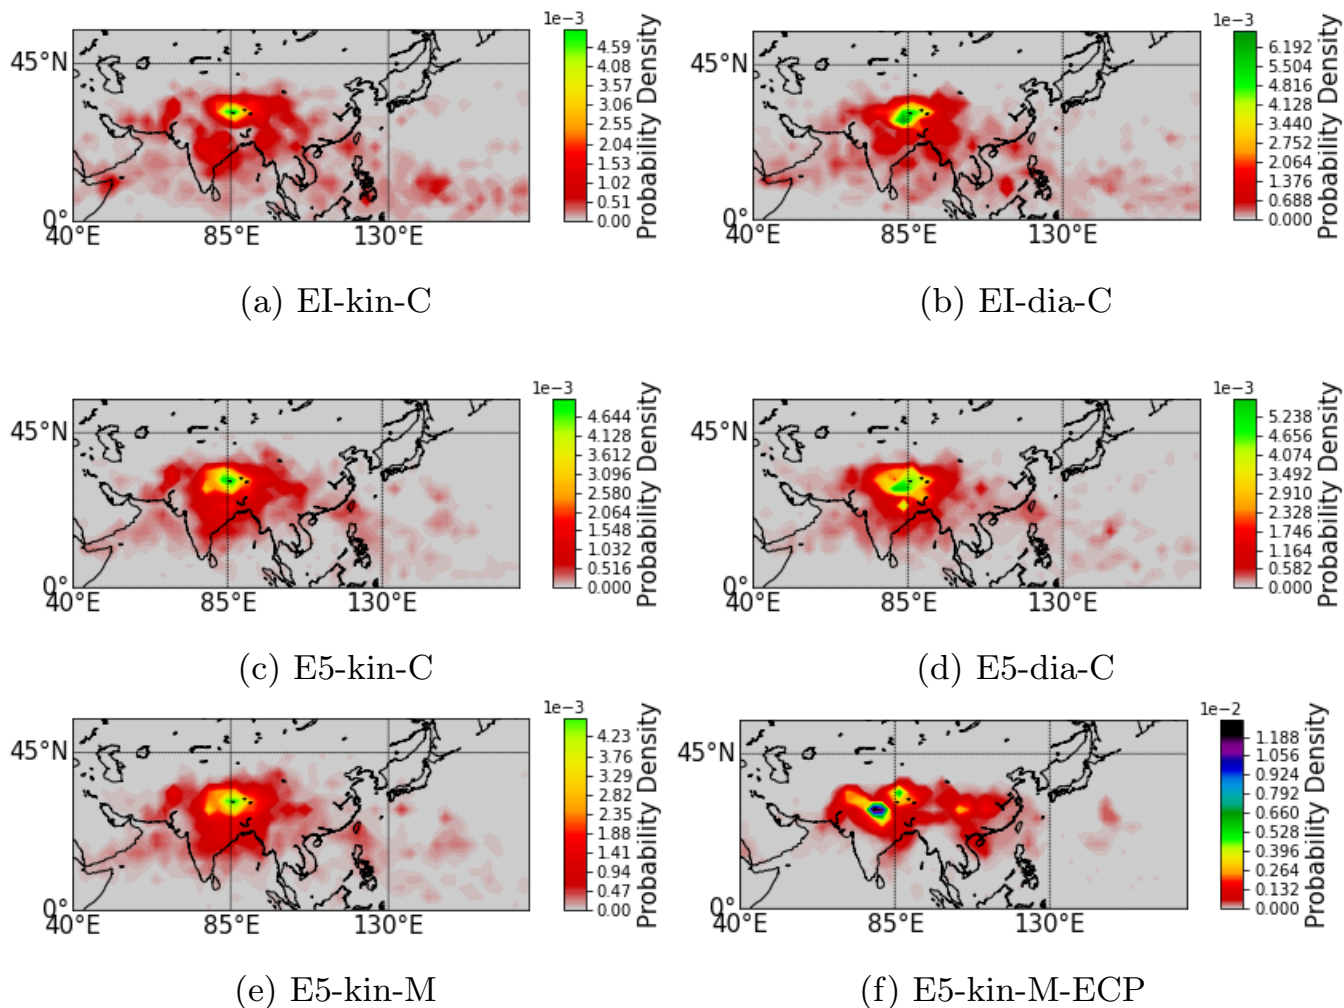 1e−3
45°N
0°
40°E 85°E 130°E
4.59
4.08
3.57
3.06
2.55
2.04
1.53
1.02
0.51
0.00
Probability Density
(a) EI-kin-C
1e−3
45°N
0°
40°E 85°E 130°E
6.192
5.504
4.816
4.128
3.440
2.752
2.064
1.376
0.688
0.000
Probability Density
(b) EI-dia-C
1e−3
45°N
0°
40°E 85°E 130°E
4.644
4.128
3.612
3.096
2.580
2.064
1.548
1.032
0.516
0.000
Probability Density
(c) E5-kin-C
1e−3
45°N
0°
40°E 85°E 130°E
5.238
4.656
4.074
3.492
2.910
2.328
1.746
1.164
0.582
0.000
Probability Density
(d) E5-dia-C
1e−3
45°N
0°
40°E 85°E 130°E
4.23
3.76
3.29
2.82
2.35
1.88
1.41
0.94
0.47
0.00
Probability Density
(e) E5-kin-M
1e−2
45°N
0°
40°E 85°E 130°E
1.188
1.056
0.924
0.792
0.660
0.528
0.396
0.264
0.132
0.000
Probability Density
(f) E5-kin-M-ECP